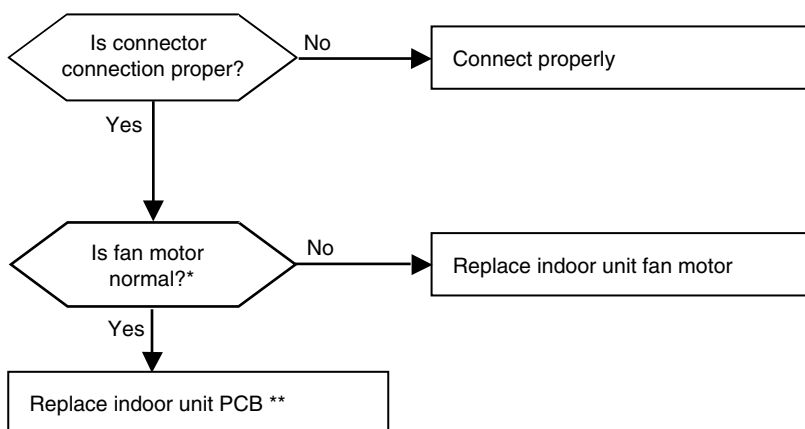 Is connector
connection proper?
No
Connect properly
Yes
Is fan motor
normal?*
No
Replace indoor unit fan motor
Yes
Replace indoor unit PCB **